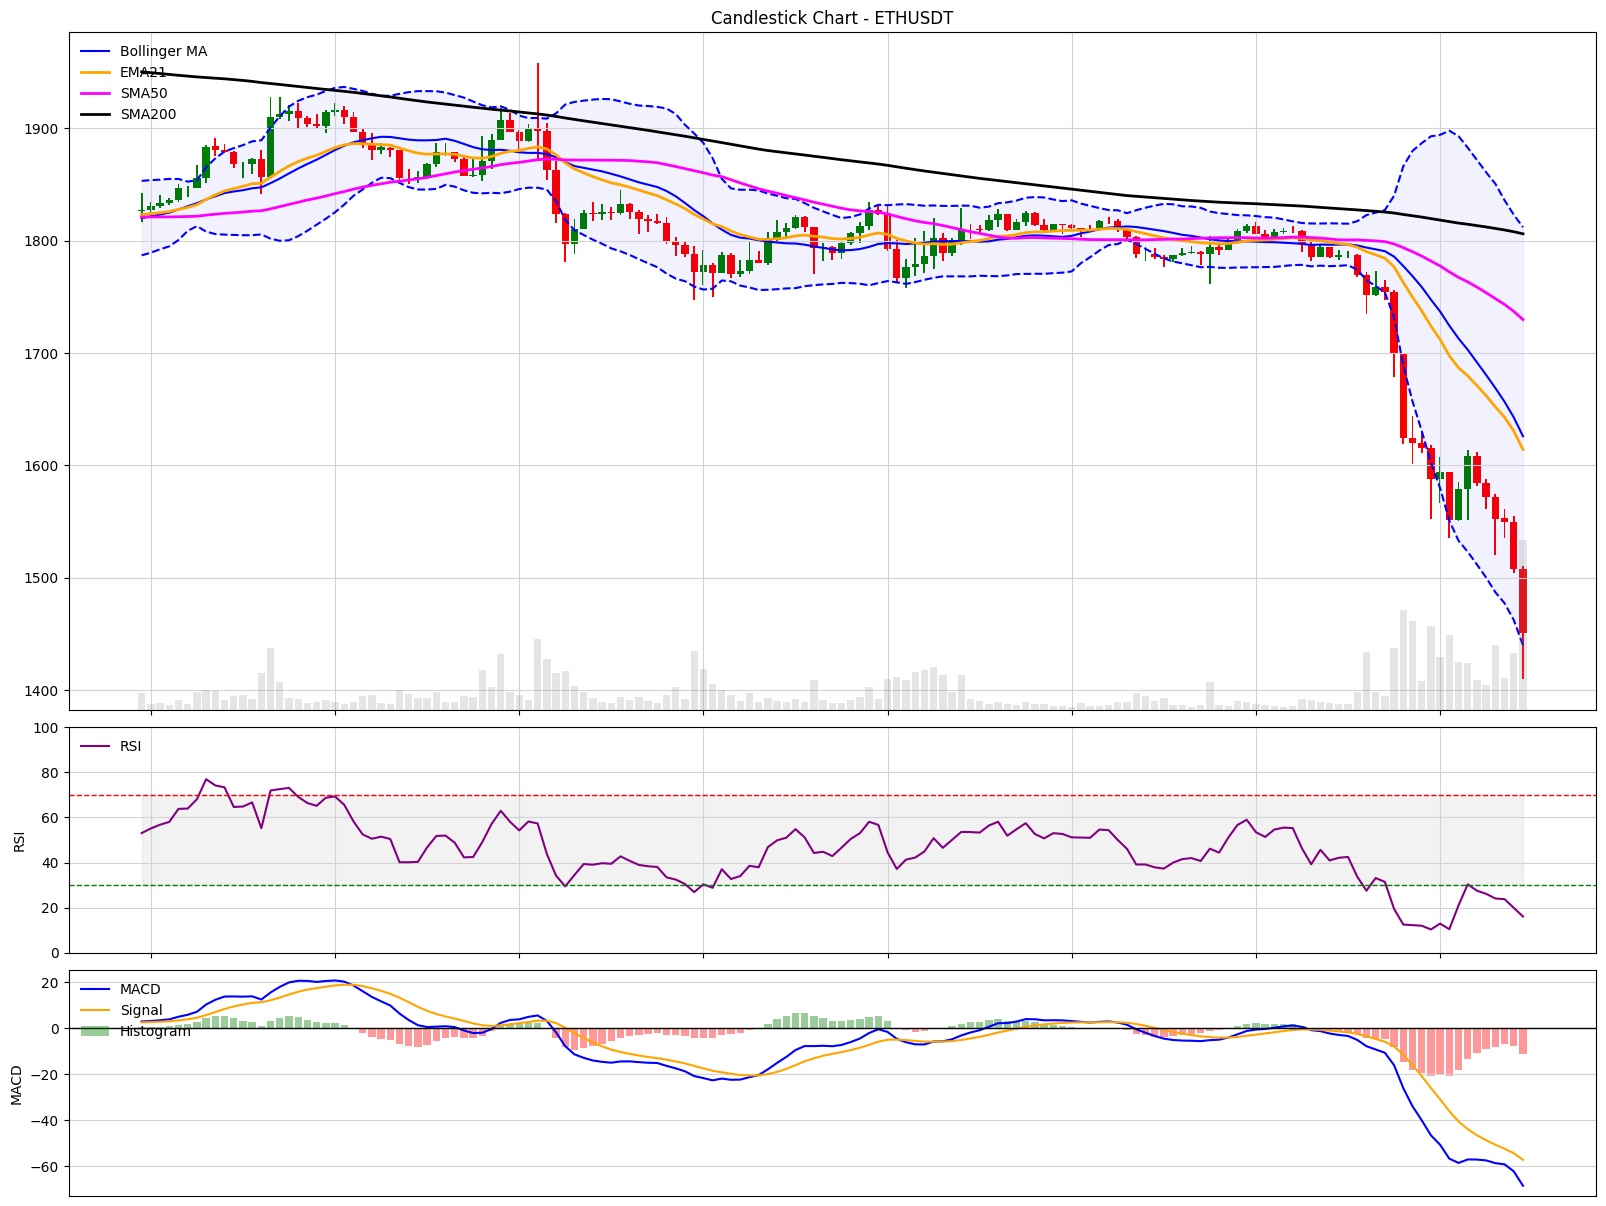 Candlestick Chart - ETHUSDT
Bollinger MA
EMA21
SMA50
SMA200
1900
1800
1700
1600
1500
1400
RSI
100
80
60
40
20
0
RSI
MACD
Signal
Histogram
20
0
−20
−40
−60
MACD